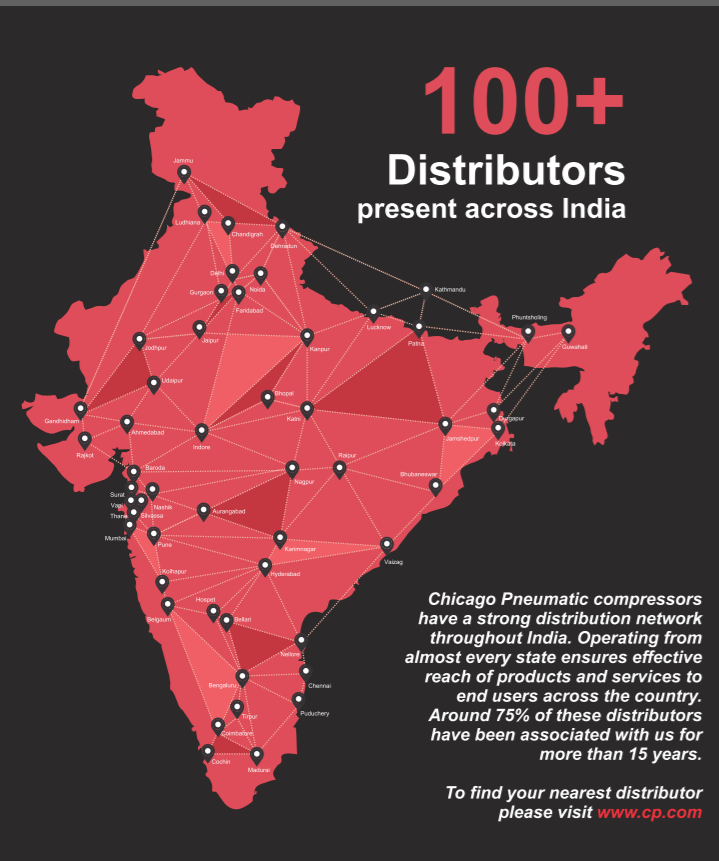 100+
Distributors
present across India
Jammu
Ludhiana
Chandigrah
Dehradun
Delhi
Noida
Gurgaon
Faridabad
Kathmandu
Lucknow
Patna
Phuntsholing
Guwahati
Jaipur
Jodhpur
Kanpur
Udaipur
Bhopal
Katni
Gandhidham
Ahmedabad
Indore
Rajkot
Durgapur
Jamshedpur
Kolkata
Baroda
Raipur
Nagpur
Bhubaneswar
Surat
Vapi
Nashik
Silvassa
Thane
Aurangabad
Mumbai
Pune
Karimnagar
Vaizag
Kolhapur
Hyderabad
Hospet
Belgaum
Bellari
Nellore
Bengaluru
Chennai
Tirpur
Puduchery
Coimbatore
Cochin
Madurai
Chicago Pneumatic compressors
have a strong distribution network
throughout India. Operating from
almost every state ensures effective
reach of products and services to
end users across the country.
Around 75% of these distributors
have been associated with us for
more than 15 years.
To find your nearest distributor
please visit www.cp.com